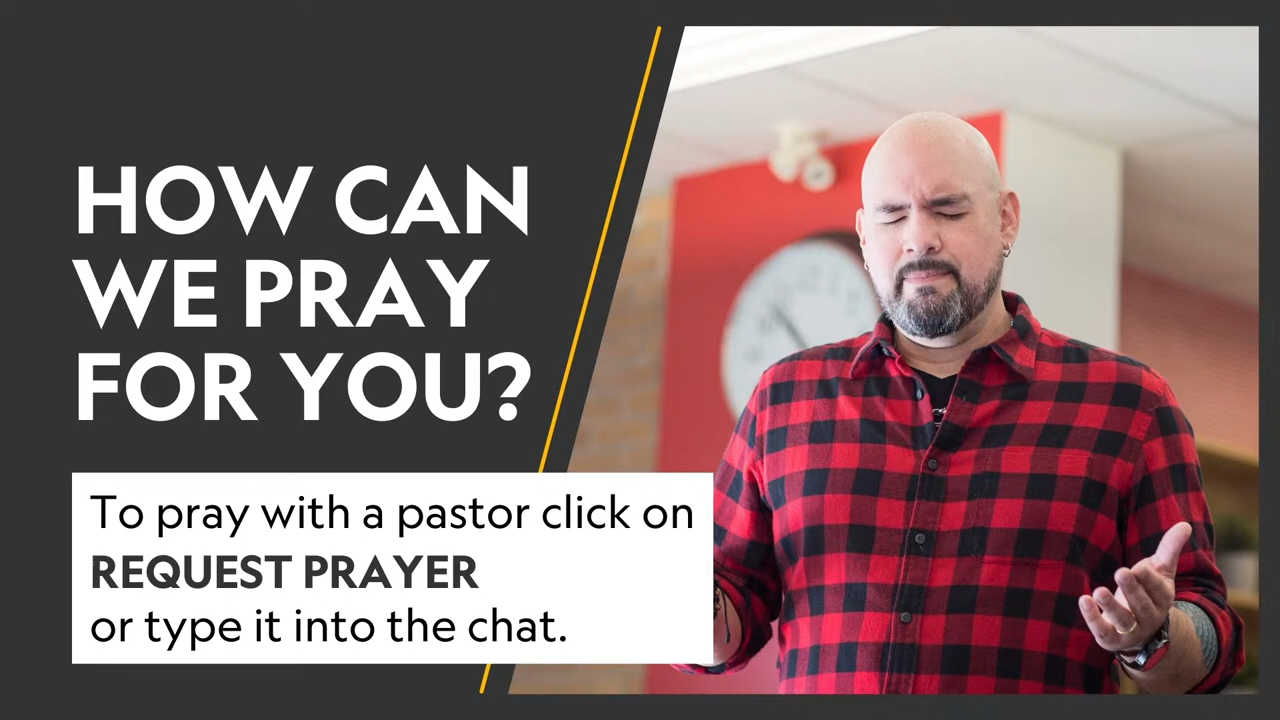 HOW CAN
WE PRAY
FOR YOU?
To pray with a pastor click on
REQUEST PRAYER
or type it into the chat.